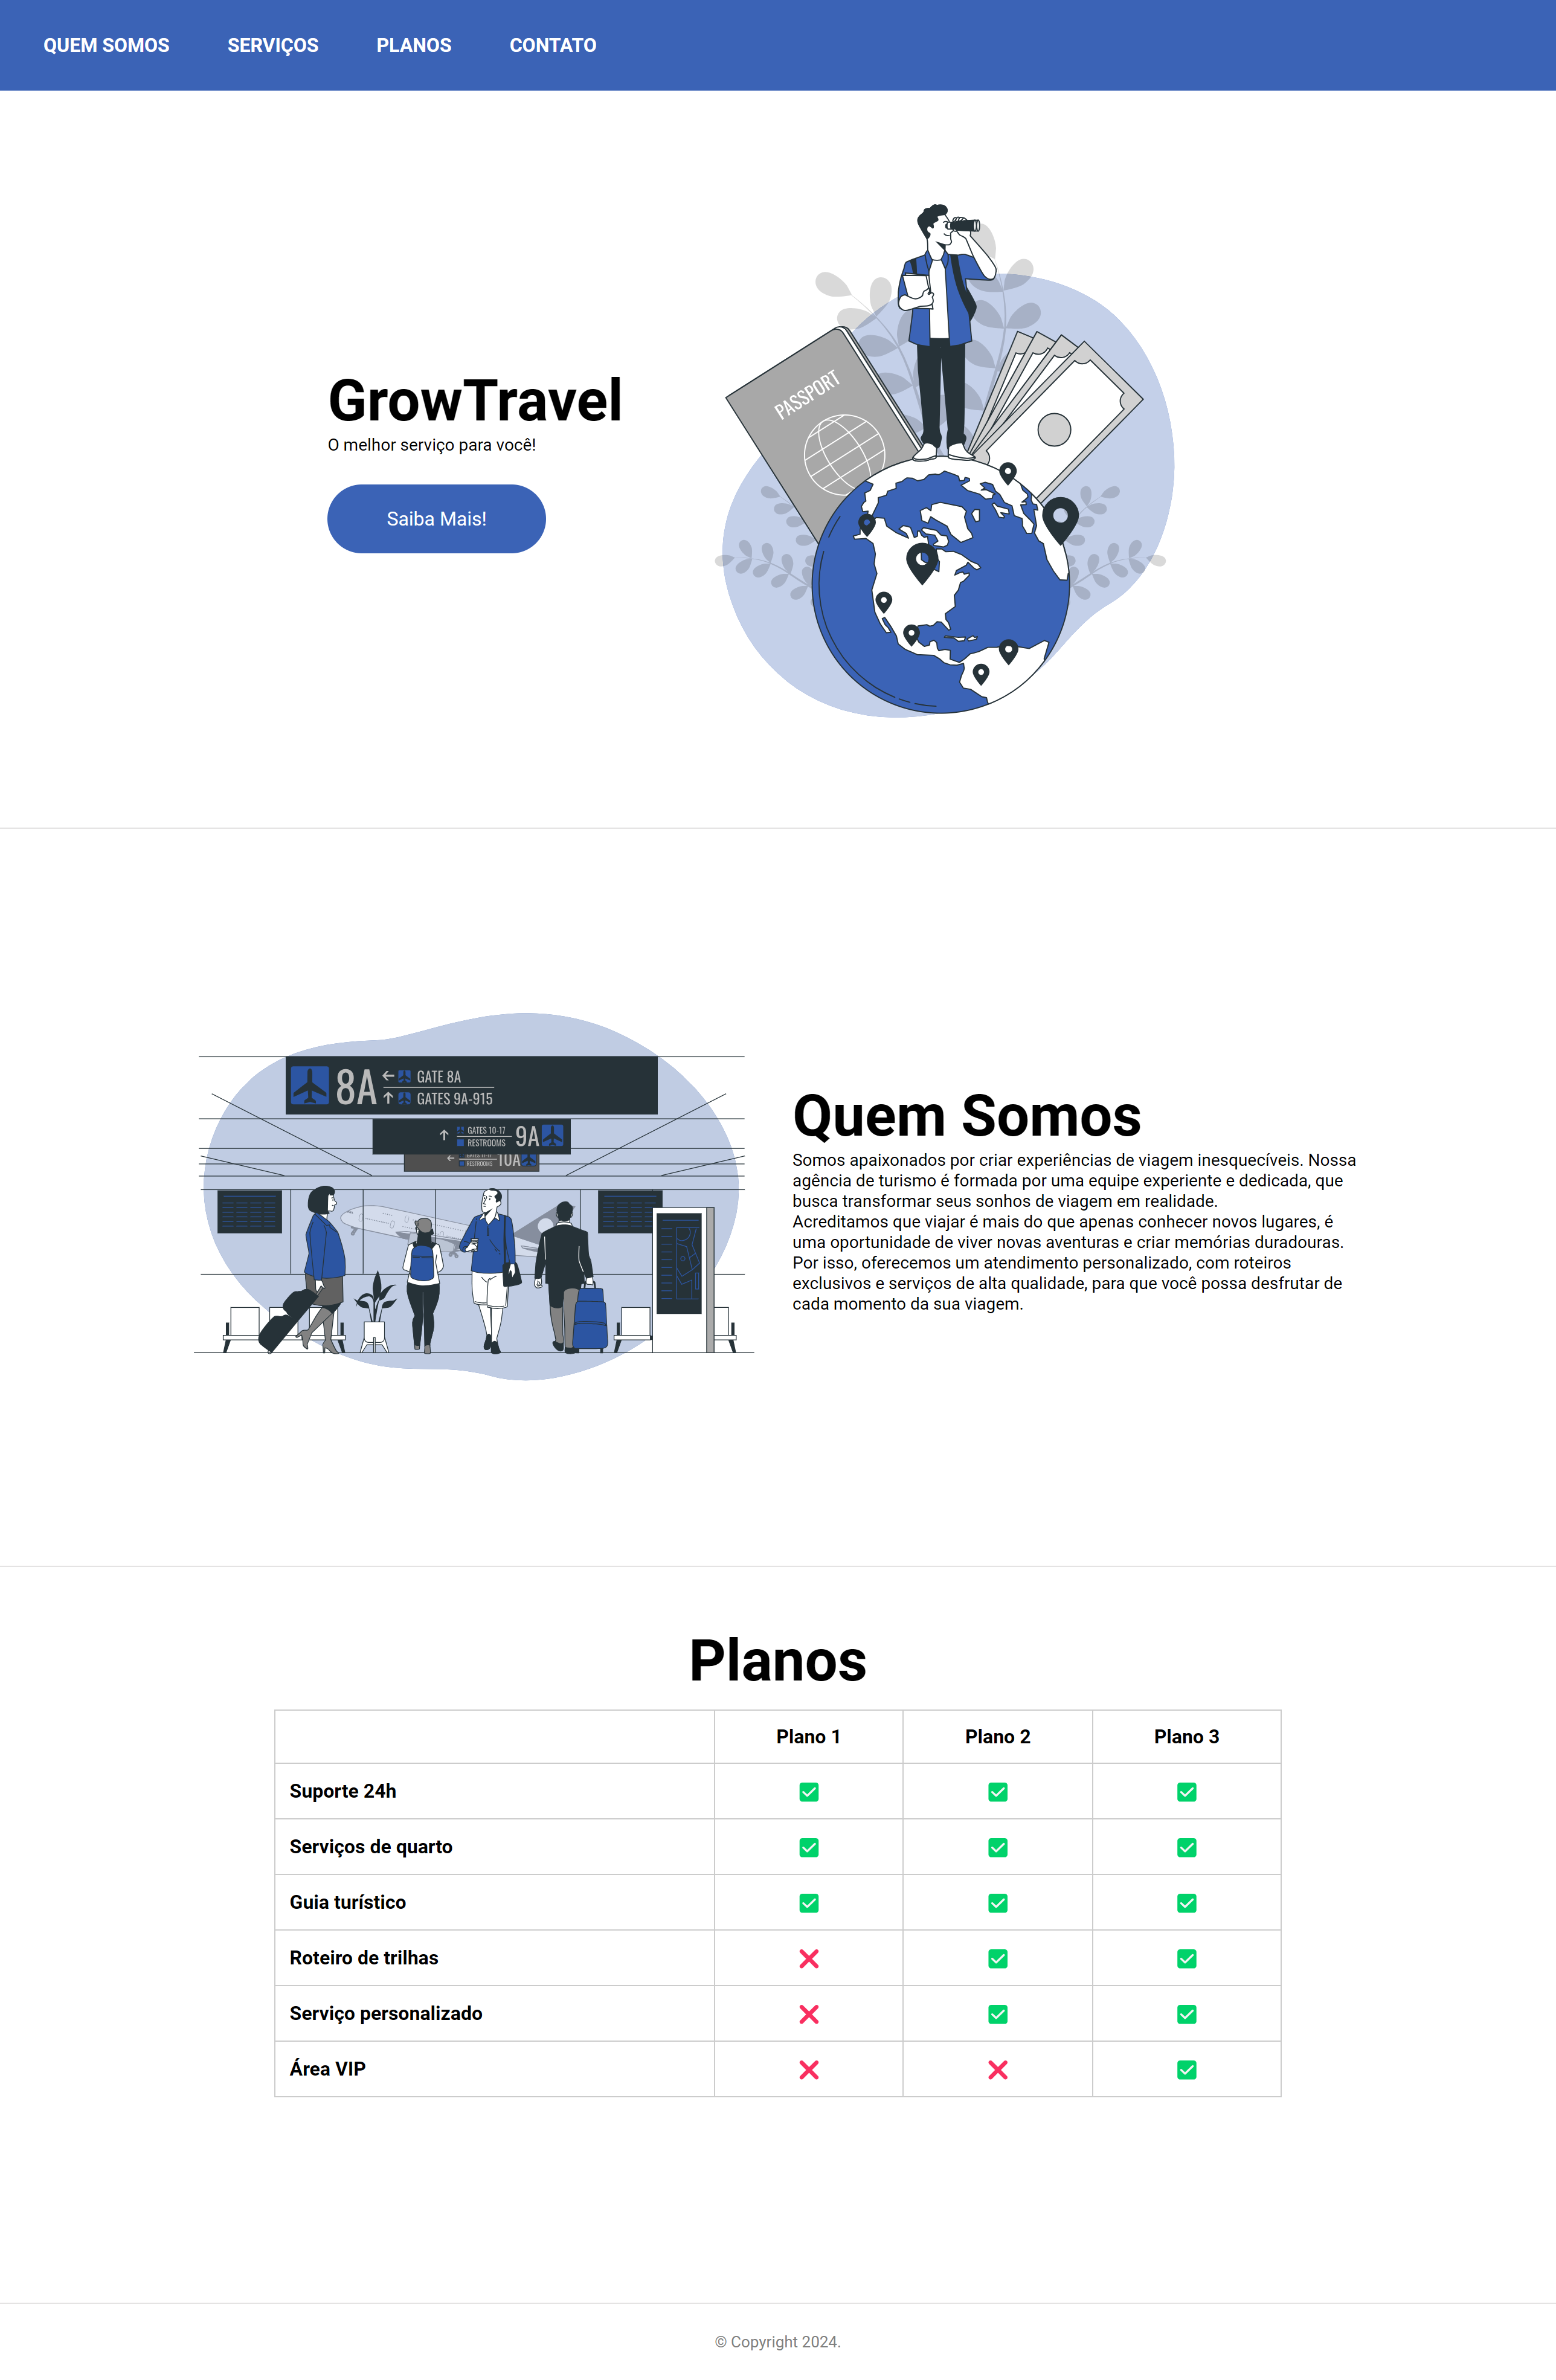 QUEM SOMOS SERVIÇOS PLANOS CONTATO
GrowTravel
O melhor serviço para você!
Saiba Mais!
PASSPORT
8A
GATE 8A
GATES 9A-915
GATES 10-17
RESTROOMS
9A
RESTROOMS
10A
Quem Somos
Somos apaixonados por criar experiências de viagem inesquecíveis. Nossa
agência de turismo é formada por uma equipe experiente e dedicada, que
busca transformar seus sonhos de viagem em realidade.
Acreditamos que viajar é mais do que apenas conhecer novos lugares, é
uma oportunidade de viver novas aventuras e criar memórias duradouras.
Por isso, oferecemos um atendimento personalizado, com roteiros
exclusivos e serviços de alta qualidade, para que você possa desfrutar de
cada momento da sua viagem.
Planos
Plano 1 Plano 2 Plano 3
Suporte 24h
Serviços de quarto
Guia turístico
Roteiro de trilhas
Serviço personalizado
Área VIP
© Copyright 2024.